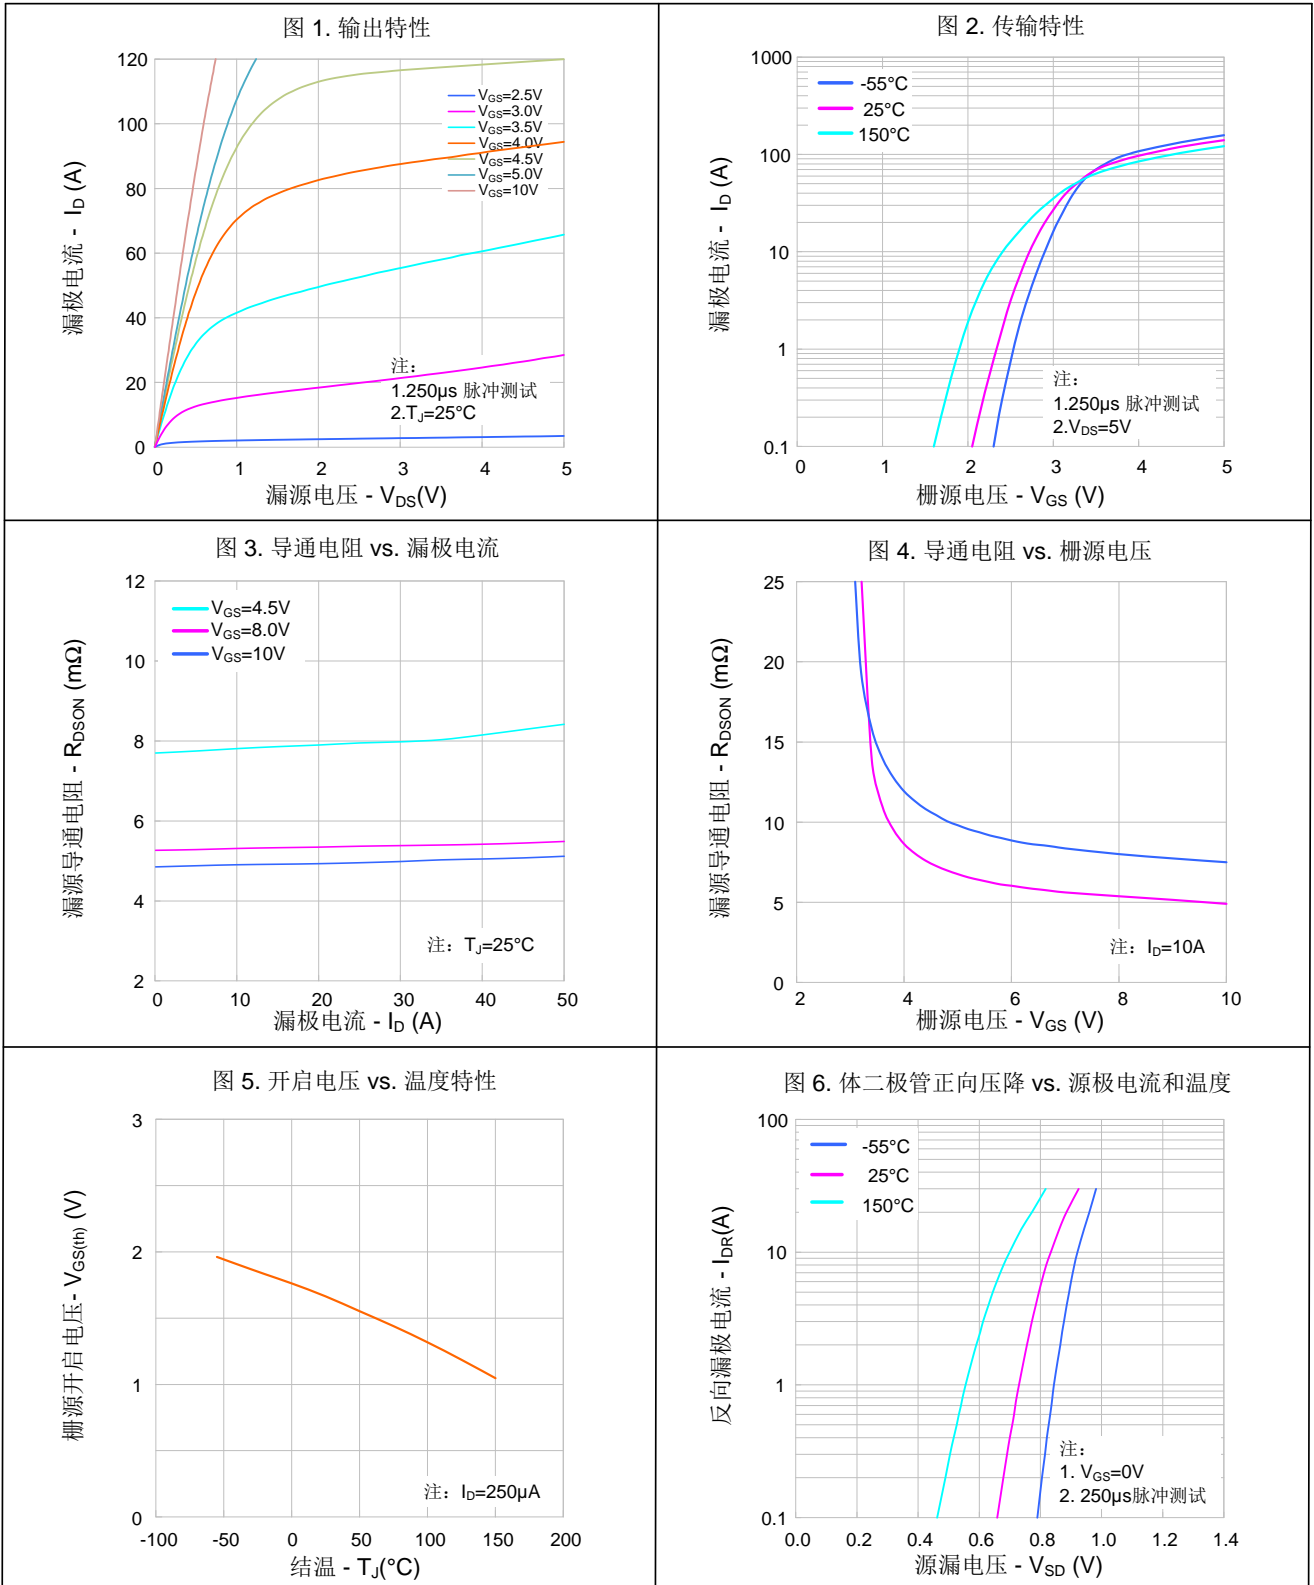 图 1. 输出特性
漏极电流 - ID (A)
120
100
80
60
40
20
0
VGS=2.5V
VGS=3.0V
VGS=3.5V
VGS=4.0V
VGS=4.5V
VGS=5.0V
VGS=10V
注：
1.250μs 脉冲测试
2.TJ=25°C
0 1 2 3 4 5
漏源电压 - VDS(V)
图 2. 传输特性
漏极电流 - ID (A)
1000
100
10
1
0.1
-55°C
25°C
150°C
注：
1.250μs 脉冲测试
2.VDS=5V
0 1 2 3 4 5
栅源电压 - VGS (V)
图 3. 导通电阻 vs. 漏极电流
漏源导通电阻 - RDSON (mΩ)
12
10
8
6
4
2
VGS=4.5V
VGS=8.0V
VGS=10V
注：TJ=25°C
0 10 20 30 40 50
漏极电流 - ID (A)
图 4. 导通电阻 vs. 栅源电压
漏源导通电阻 - RDSON (mΩ)
25
20
15
10
5
0
注：ID=10A
2 4 6 8 10
栅源电压 - VGS (V)
图 5. 开启电压 vs. 温度特性
栅源开启电压- VGS(th) (V)
3
2
1
0
注：ID=250μA
-100 -50 0 50 100 150 200
结温 - TJ(°C)
图 6. 体二极管正向压降 vs. 源极电流和温度
反向漏极电流 - IDR(A)
100
10
1
0.1
-55°C
25°C
150°C
注：
1. VGS=0V
2. 250μs脉冲测试
0.0 0.2 0.4 0.6 0.8 1.0 1.2 1.4
源漏电压 - VSD (V)